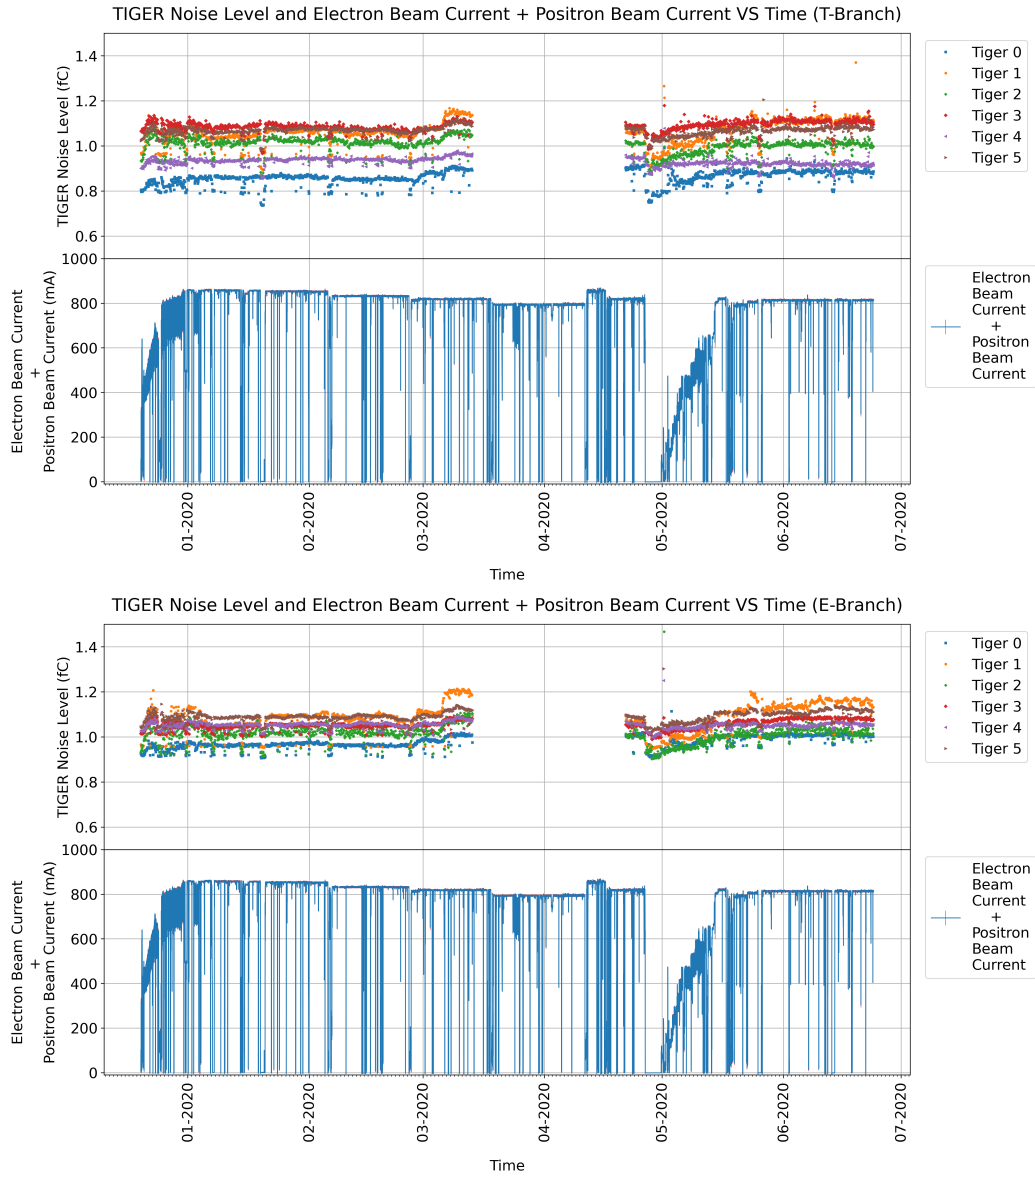 TIGER Noise Level and Electron Beam Current + Positron Beam Current VS Time (T-Branch)
TIGER Noise Level (fC)
1.4
1.2
1.0
0.8
0.6
Tiger 0
Tiger 1
Tiger 2
Tiger 3
Tiger 4
Tiger 5
Electron Beam Current
+
Positron Beam Current (mA)
1000
800
600
400
200
0
Electron
Beam
Current
+
Positron
Beam
Current
01-2020
02-2020
03-2020
04-2020
05-2020
06-2020
07-2020
Time
TIGER Noise Level and Electron Beam Current + Positron Beam Current VS Time (E-Branch)
TIGER Noise Level (fC)
1.4
1.2
1.0
0.8
0.6
Tiger 0
Tiger 1
Tiger 2
Tiger 3
Tiger 4
Tiger 5
Electron Beam Current
+
Positron Beam Current (mA)
1000
800
600
400
200
0
Electron
Beam
Current
+
Positron
Beam
Current
01-2020
02-2020
03-2020
04-2020
05-2020
06-2020
07-2020
Time